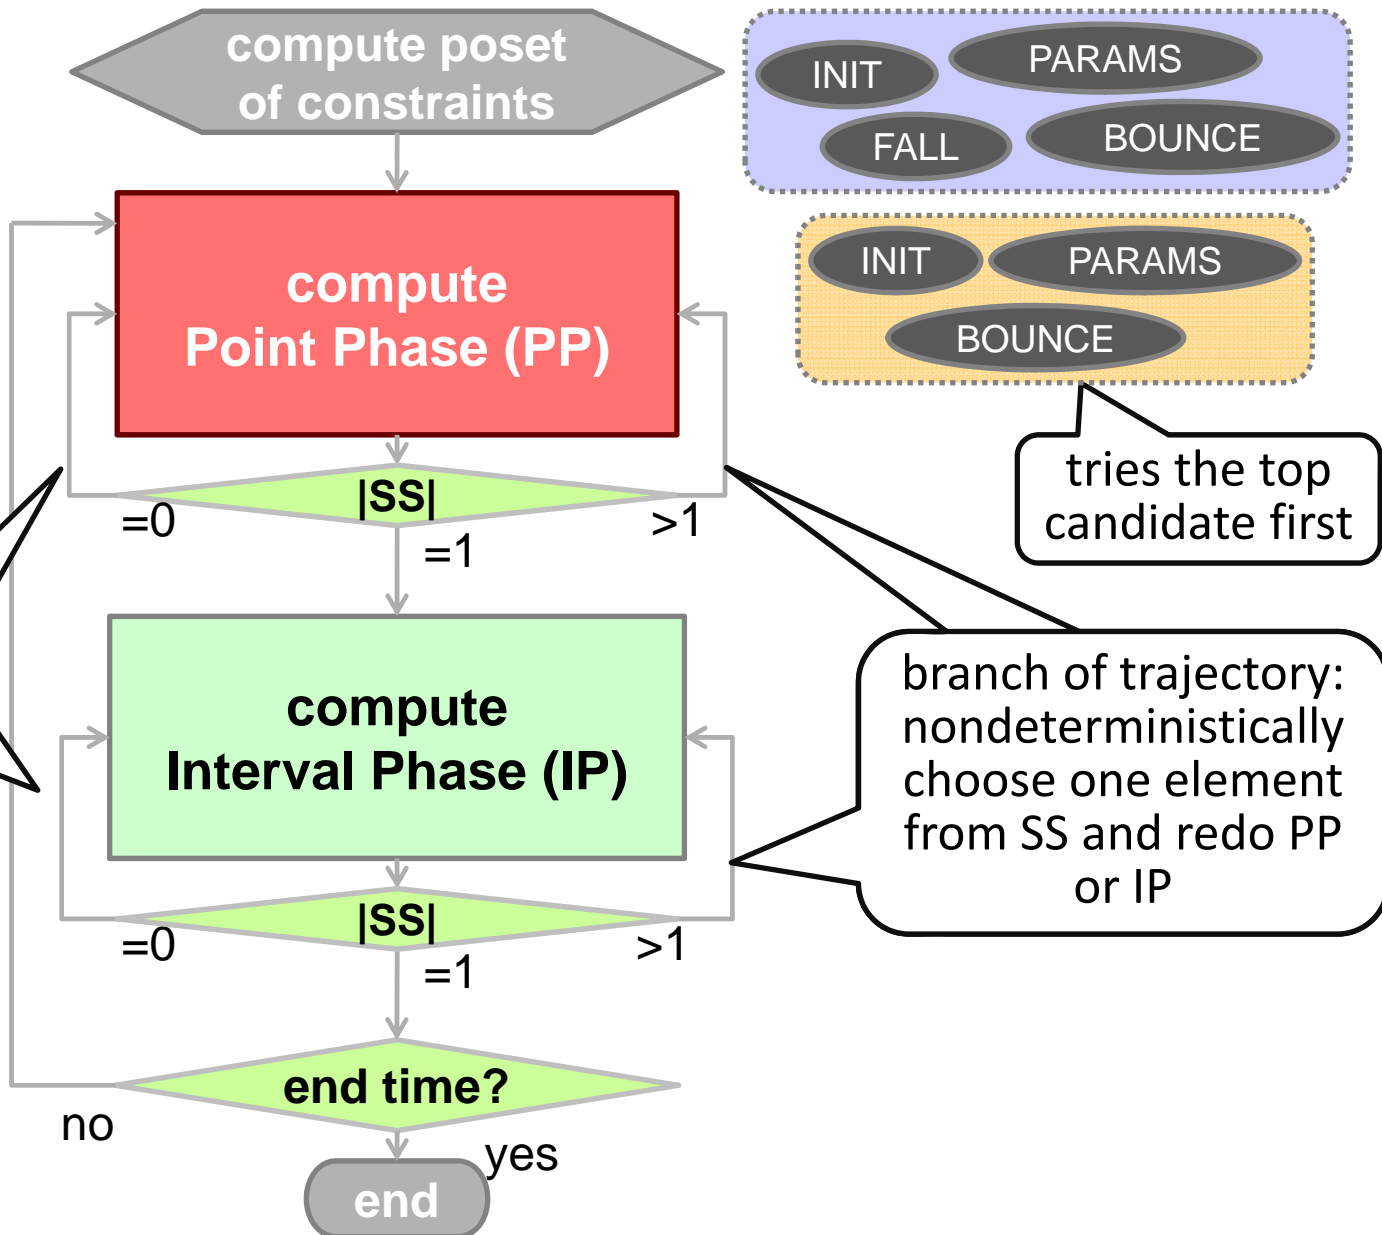 compute poset
of constraints
INIT
PARAMS
FALL
BOUNCE
compute
Point Phase (PP)
INIT
PARAMS
BOUNCE
tries the top
candidate first
|SS|
=0
=1
>1
compute
Interval Phase (IP)
branch of trajectory:
nondeterministically
choose one element
from SS and redo PP
or IP
|SS|
=0
=1
>1
end time?
no
yes
end